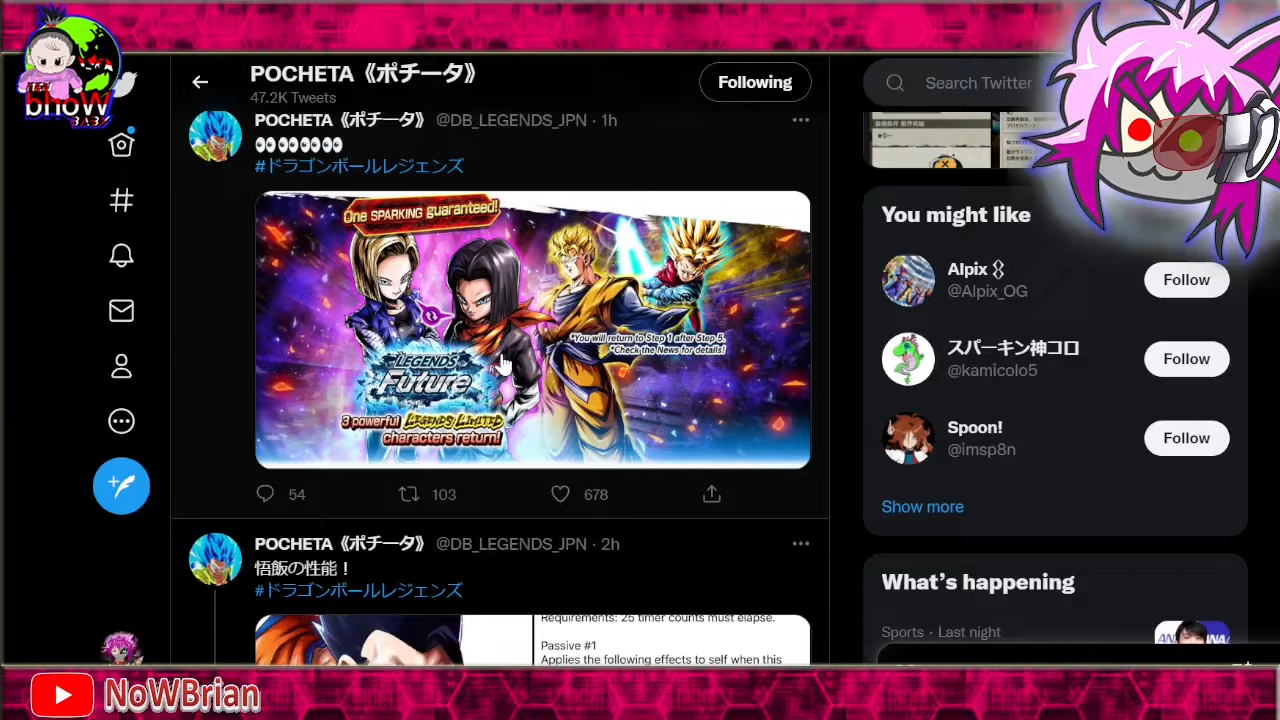 bhoW
BABY
POCHETA《ポチータ》
47.2K Tweets
Following
Search Twitter
POCHETA《ポチータ》 @DB_LEGENDS_JPN · 1h
👀👀👀👀
#ドラゴンボールレジェンズ
One SPARKING guaranteed!
*You will return to Step 1 after Step 5.
*Check the News for details!
LEGENDS
Future
3 powerful LEGENDS LIMITED
characters return!
54 103 678
POCHETA《ポチータ》 @DB_LEGENDS_JPN · 2h
悟飯の性能！
#ドラゴンボールレジェンズ
Requirements: 25 timer counts must elapse.
Passive #1
Applies the following effects to self when this
You might like
Alpix
@Alpix_OG
Follow
スパーキン神コロ
@kamicolo5
Follow
Spoon!
@imsp8n
Follow
Show more
What's happening
Sports · Last night
NoWBrian